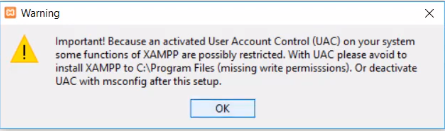 Warning
Important! Because an activated User Account Control (UAC) on your system
some functions of XAMPP are possibly restricted. With UAC please avoid to
install XAMPP to C:\Program Files (missing write permisssions). Or deactivate
UAC with msconfig after this setup.
OK